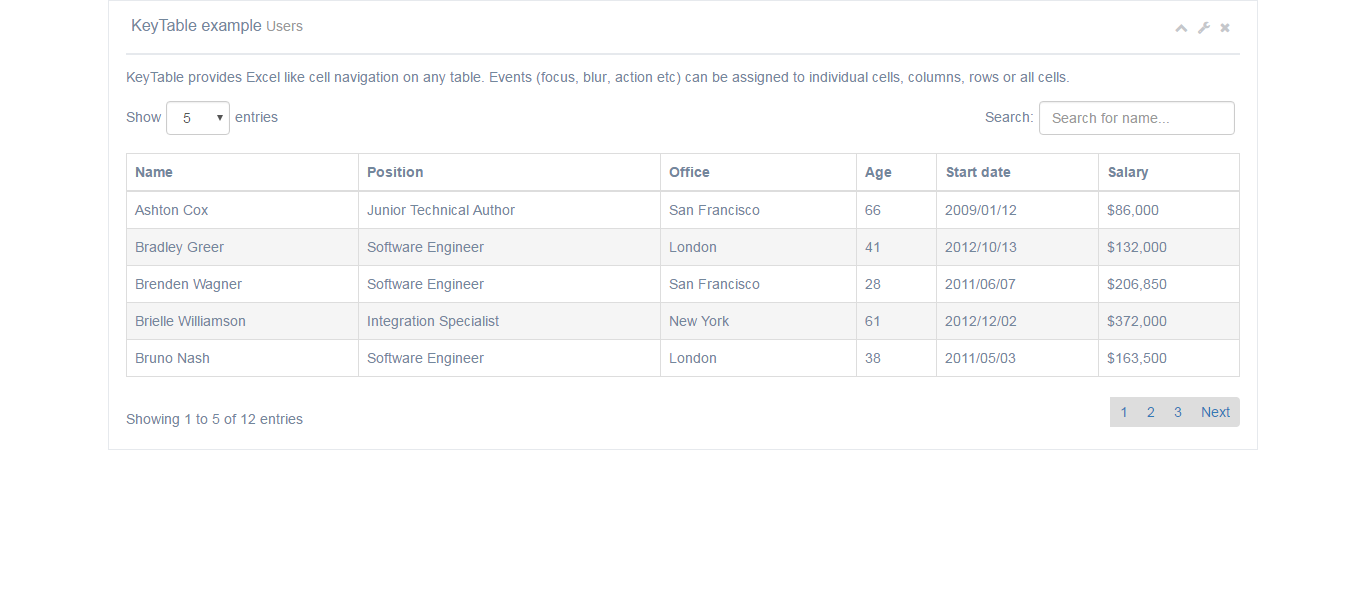 KeyTable example Users
KeyTable provides Excel like cell navigation on any table. Events (focus, blur, action etc) can be assigned to individual cells, columns, rows or all cells.
Show 5 entries Search: Search for name...
Name Position Office Age Start date Salary
Ashton Cox Junior Technical Author San Francisco 66 2009/01/12 $86,000
Bradley Greer Software Engineer London 41 2012/10/13 $132,000
Brenden Wagner Software Engineer San Francisco 28 2011/06/07 $206,850
Brielle Williamson Integration Specialist New York 61 2012/12/02 $372,000
Bruno Nash Software Engineer London 38 2011/05/03 $163,500
Showing 1 to 5 of 12 entries 1 2 3 Next